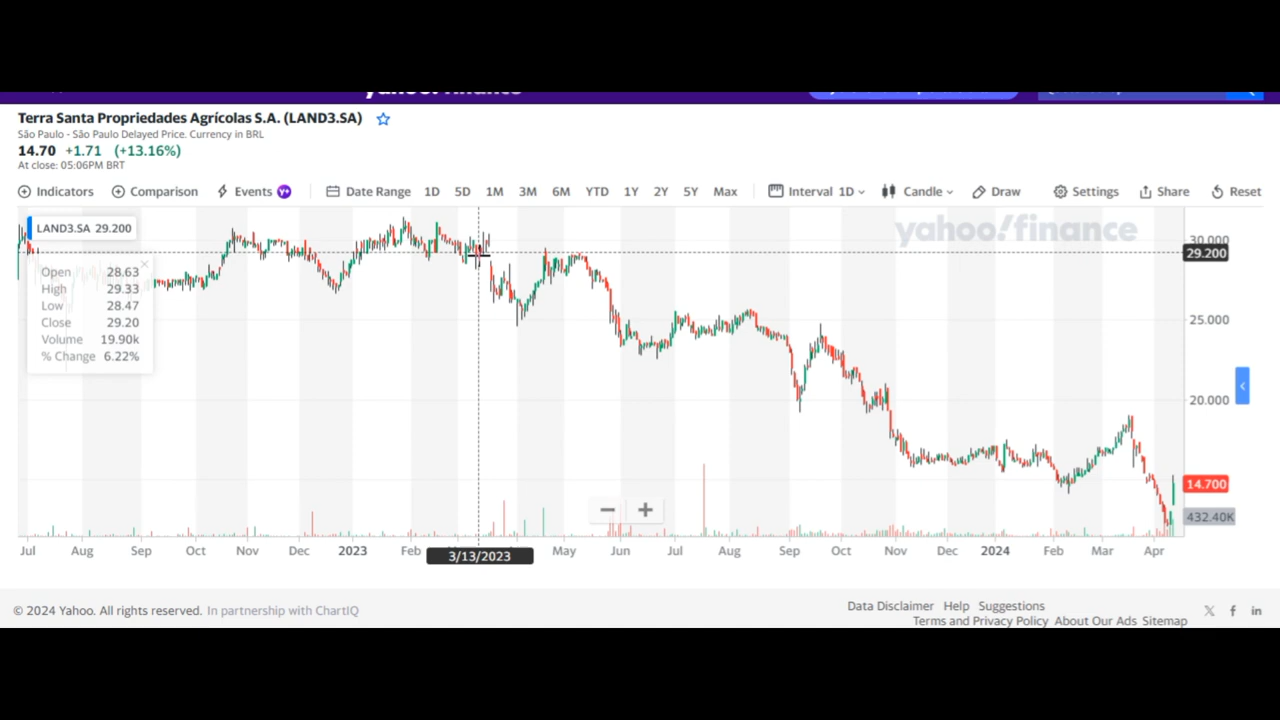 Terra Santa Propriedades Agrícolas S.A. (LAND3.SA)
São Paulo - São Paulo Delayed Price. Currency in BRL
14.70 +1.71 (+13.16%)
At close: 05:06PM BRT
Indicators Comparison Events Y+ Date Range 1D 5D 1M 3M 6M YTD 1Y 2Y 5Y Max Interval 1D Candle Draw Settings Share Reset
LAND3.SA 29.200
yahoo!finance
30.000
29.200
Open 28.63
High 29.33
Low 28.47
Close 29.20
Volume 19.90k
% Change 6.22%
25.000
20.000
14.700
432.40K
Jul Aug Sep Oct Nov Dec 2023 Feb 3/13/2023 May Jun Jul Aug Sep Oct Nov Dec 2024 Feb Mar Apr
© 2024 Yahoo. All rights reserved. In partnership with ChartIQ
Data Disclaimer Help Suggestions
Terms and Privacy Policy About Our Ads Sitemap